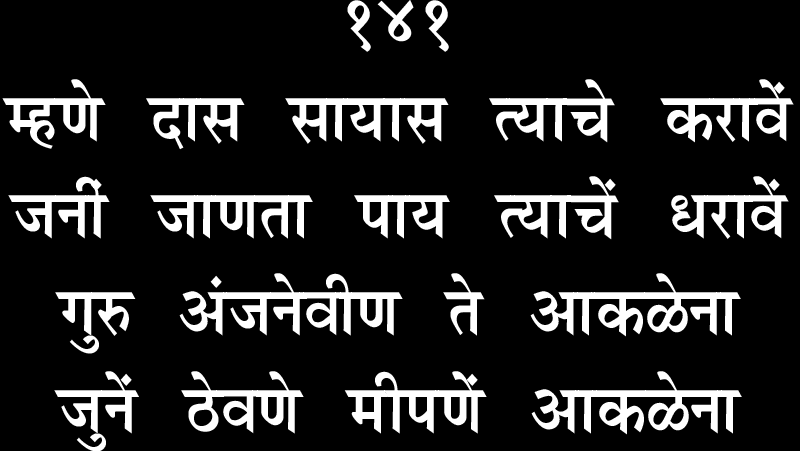 १४१
म्हणे दास सायास त्याचे करावें
जनीं जाणता पाय त्याचें धरावें
गुरु अंजनेवीण ते आकळेना
जुनें ठेवणे मीपणें आकळेना